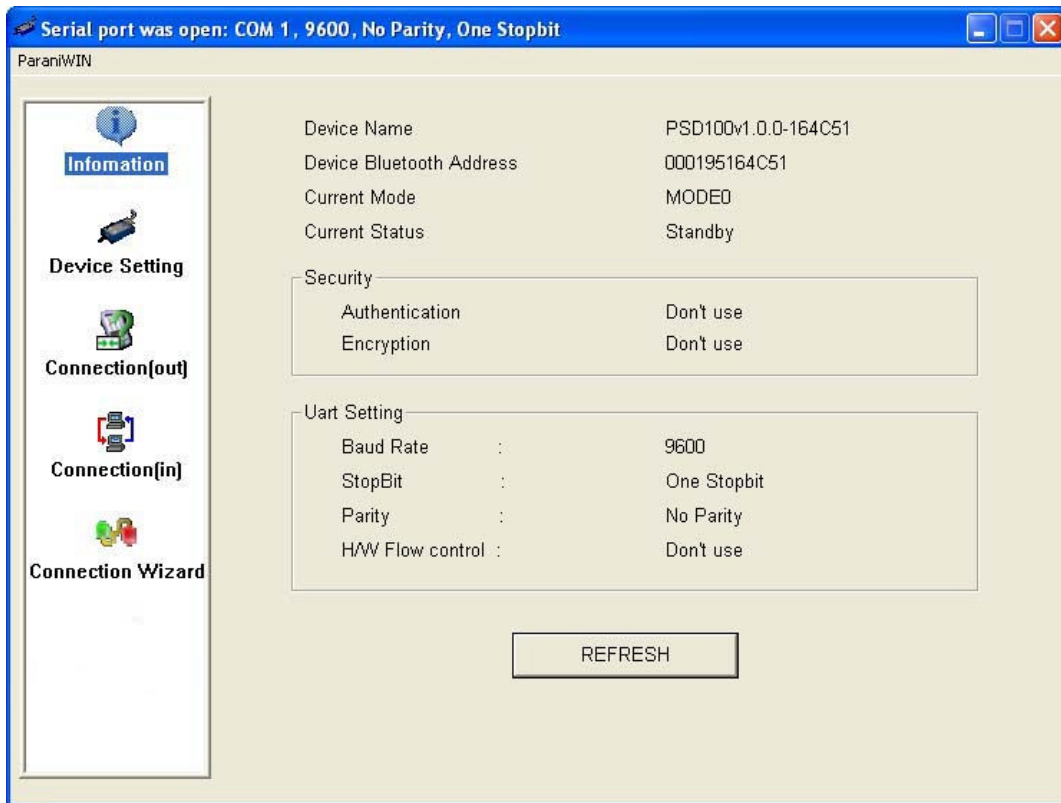 Serial port was open: COM 1, 9600, No Parity, One Stopbit
ParaniWIN
Infomation
Device Setting
Connection(out)
Connection(in)
Connection Wizard
Device Name PSD100v1.0.0-164C51
Device Bluetooth Address 000195164C51
Current Mode MODE0
Current Status Standby
Security
Authentication Don't use
Encryption Don't use
Uart Setting
Baud Rate : 9600
StopBit : One Stopbit
Parity : No Parity
H/W Flow control : Don't use
REFRESH